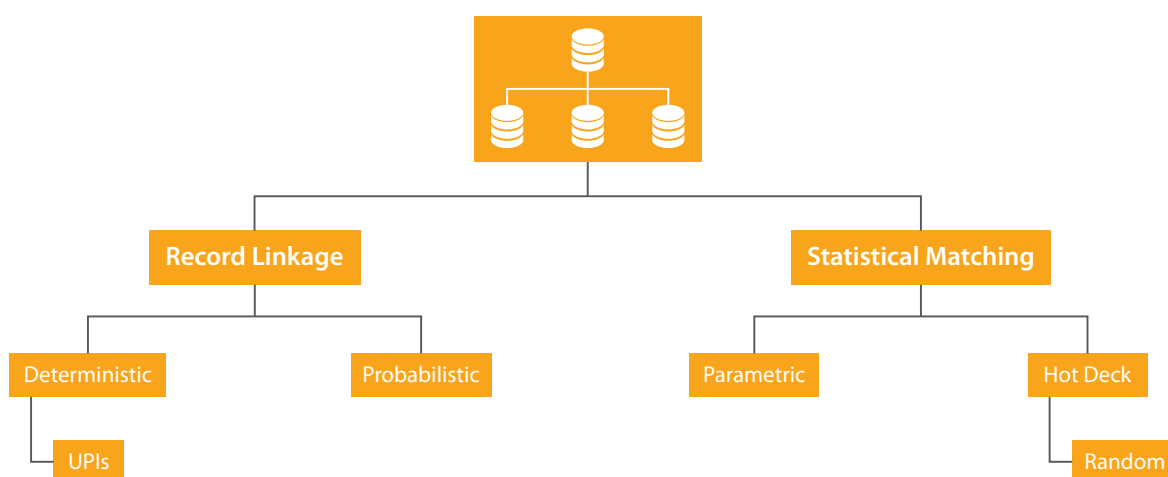 Record Linkage
Statistical Matching
Deterministic
Probabilistic
Parametric
Hot Deck
UPIs
Random